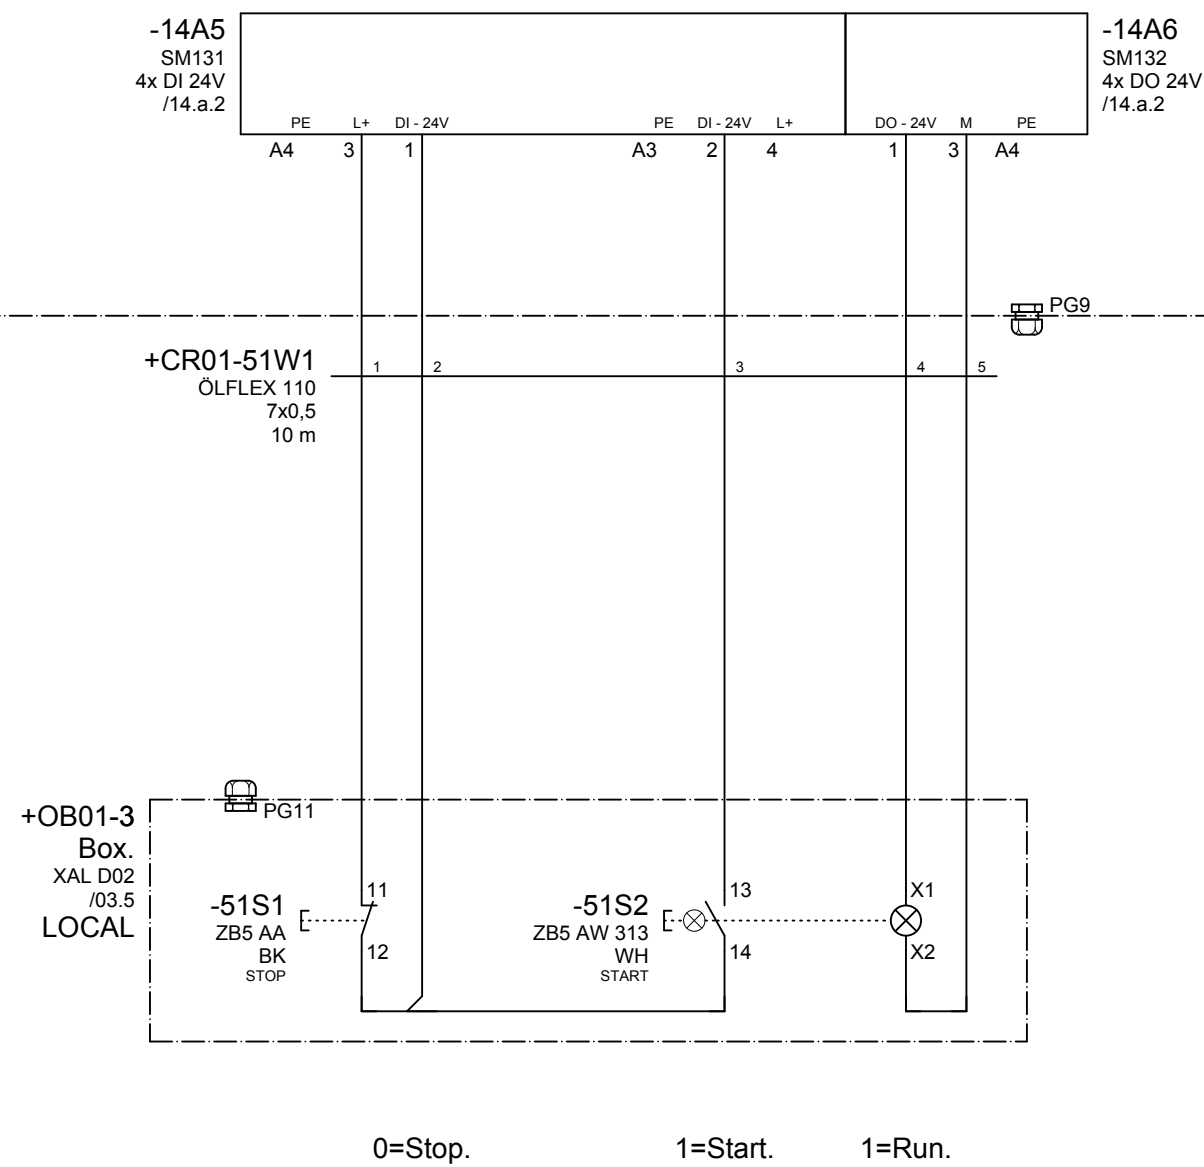 -14A5
SM131
4x DI 24V
/14.a.2
-14A6
SM132
4x DO 24V
/14.a.2
PE L+ DI - 24V PE DI - 24V L+ DO - 24V M PE
A4 3 1 A3 2 4 1 3 A4
PG9
+CR01-51W1
ÖLFLEX 110
7x0,5
10 m
1 2 3 4 5
PG11
+OB01-3
Box.
XAL D02
/03.5
LOCAL
-51S1
ZB5 AA
BK
STOP
11
12
-51S2
ZB5 AW 313
WH
START
13
14
X1
X2
0=Stop. 1=Start. 1=Run.